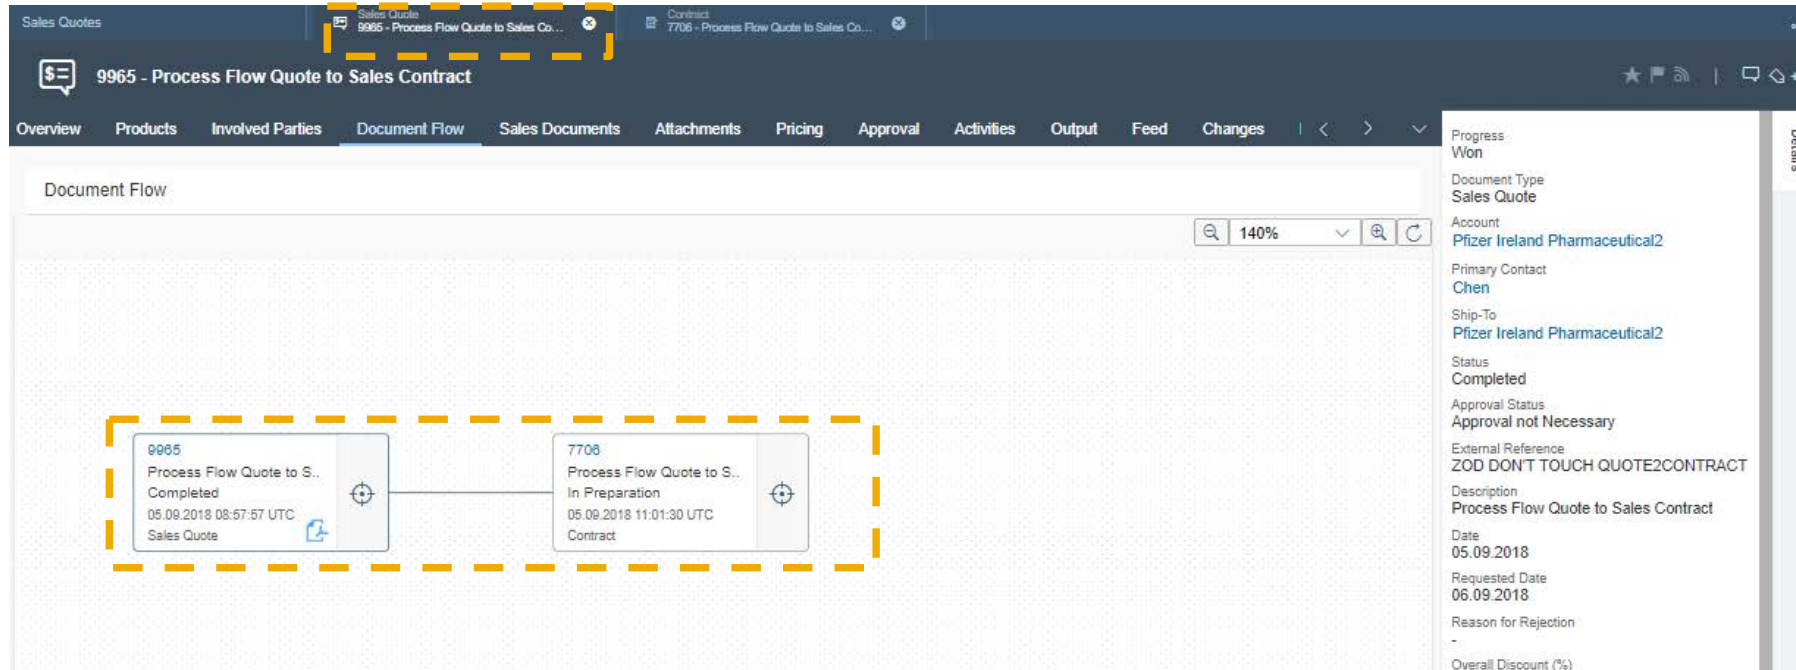 Sales Quotes
Sales Quote
9965 - Process Flow Quote to Sales Co...
Contract
7706 - Process Flow Quote to Sales Co...
9965 - Process Flow Quote to Sales Contract
Overview Products Involved Parties Document Flow Sales Documents Attachments Pricing Approval Activities Output Feed Changes
Document Flow
140%
9965
Process Flow Quote to S..
Completed
05.09.2018 08:57:57 UTC
Sales Quote
7706
Process Flow Quote to S..
In Preparation
05.09.2018 11:01:30 UTC
Contract
Progress
Won
Document Type
Sales Quote
Account
Pfizer Ireland Pharmaceutical2
Primary Contact
Chen
Ship-To
Pfizer Ireland Pharmaceutical2
Status
Completed
Approval Status
Approval not Necessary
External Reference
ZOD DON'T TOUCH QUOTE2CONTRACT
Description
Process Flow Quote to Sales Contract
Date
05.09.2018
Requested Date
06.09.2018
Reason for Rejection
-
Overall Discount (%)
Details